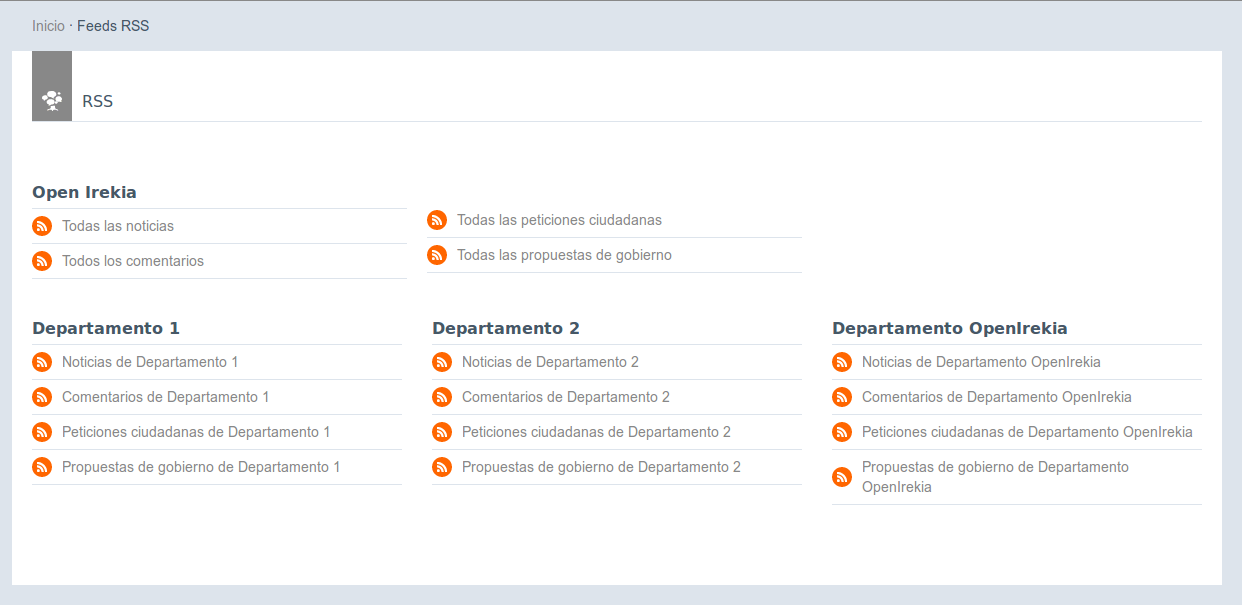 Inicio · Feeds RSS
RSS
Open Irekia
Todas las noticias
Todos los comentarios
Todas las peticiones ciudadanas
Todas las propuestas de gobierno
Departamento 1
Noticias de Departamento 1
Comentarios de Departamento 1
Peticiones ciudadanas de Departamento 1
Propuestas de gobierno de Departamento 1
Departamento 2
Noticias de Departamento 2
Comentarios de Departamento 2
Peticiones ciudadanas de Departamento 2
Propuestas de gobierno de Departamento 2
Departamento OpenIrekia
Noticias de Departamento OpenIrekia
Comentarios de Departamento OpenIrekia
Peticiones ciudadanas de Departamento OpenIrekia
Propuestas de gobierno de Departamento
OpenIrekia